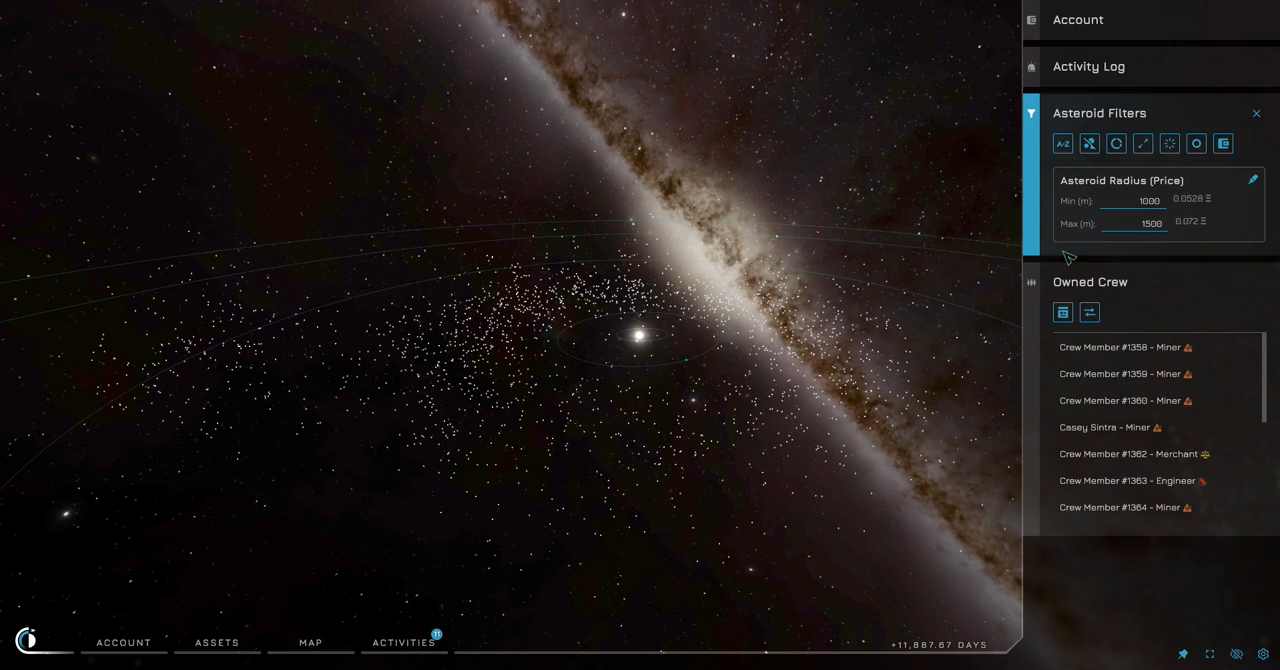 Account
Activity Log
Asteroid Filters
A-Z
Asteroid Radius (Price)
Min (m): 1000 0.0528 Ξ
Max (m): 1500 0.072 Ξ
Owned Crew
Crew Member #1358 - Miner
Crew Member #1359 - Miner
Crew Member #1360 - Miner
Casey Sintra - Miner
Crew Member #1362 - Merchant
Crew Member #1363 - Engineer
Crew Member #1364 - Miner
ACCOUNT ASSETS MAP ACTIVITIES 11 +11,887.67 DAYS